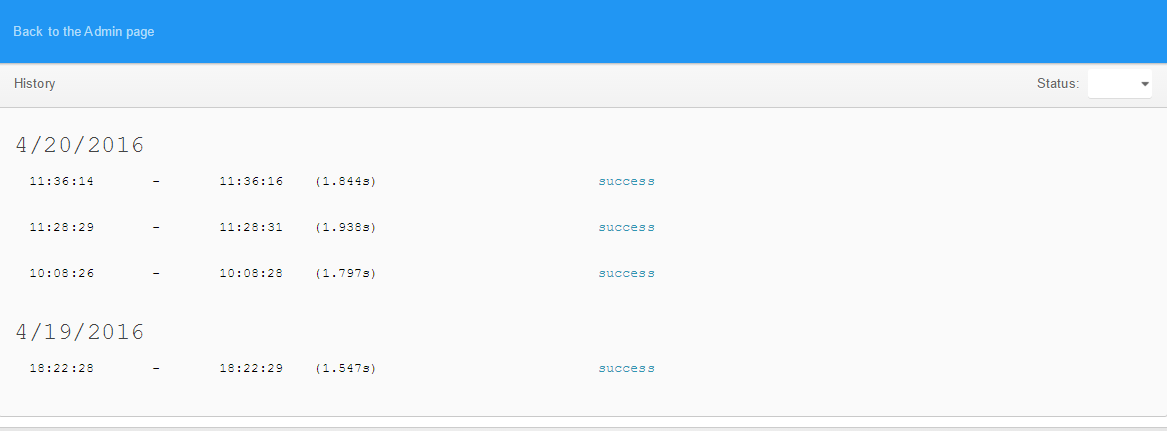 Back to the Admin page
History Status:
4/20/2016
11:36:14 - 11:36:16 (1.844s) success
11:28:29 - 11:28:31 (1.938s) success
10:08:26 - 10:08:28 (1.797s) success
4/19/2016
18:22:28 - 18:22:29 (1.547s) success